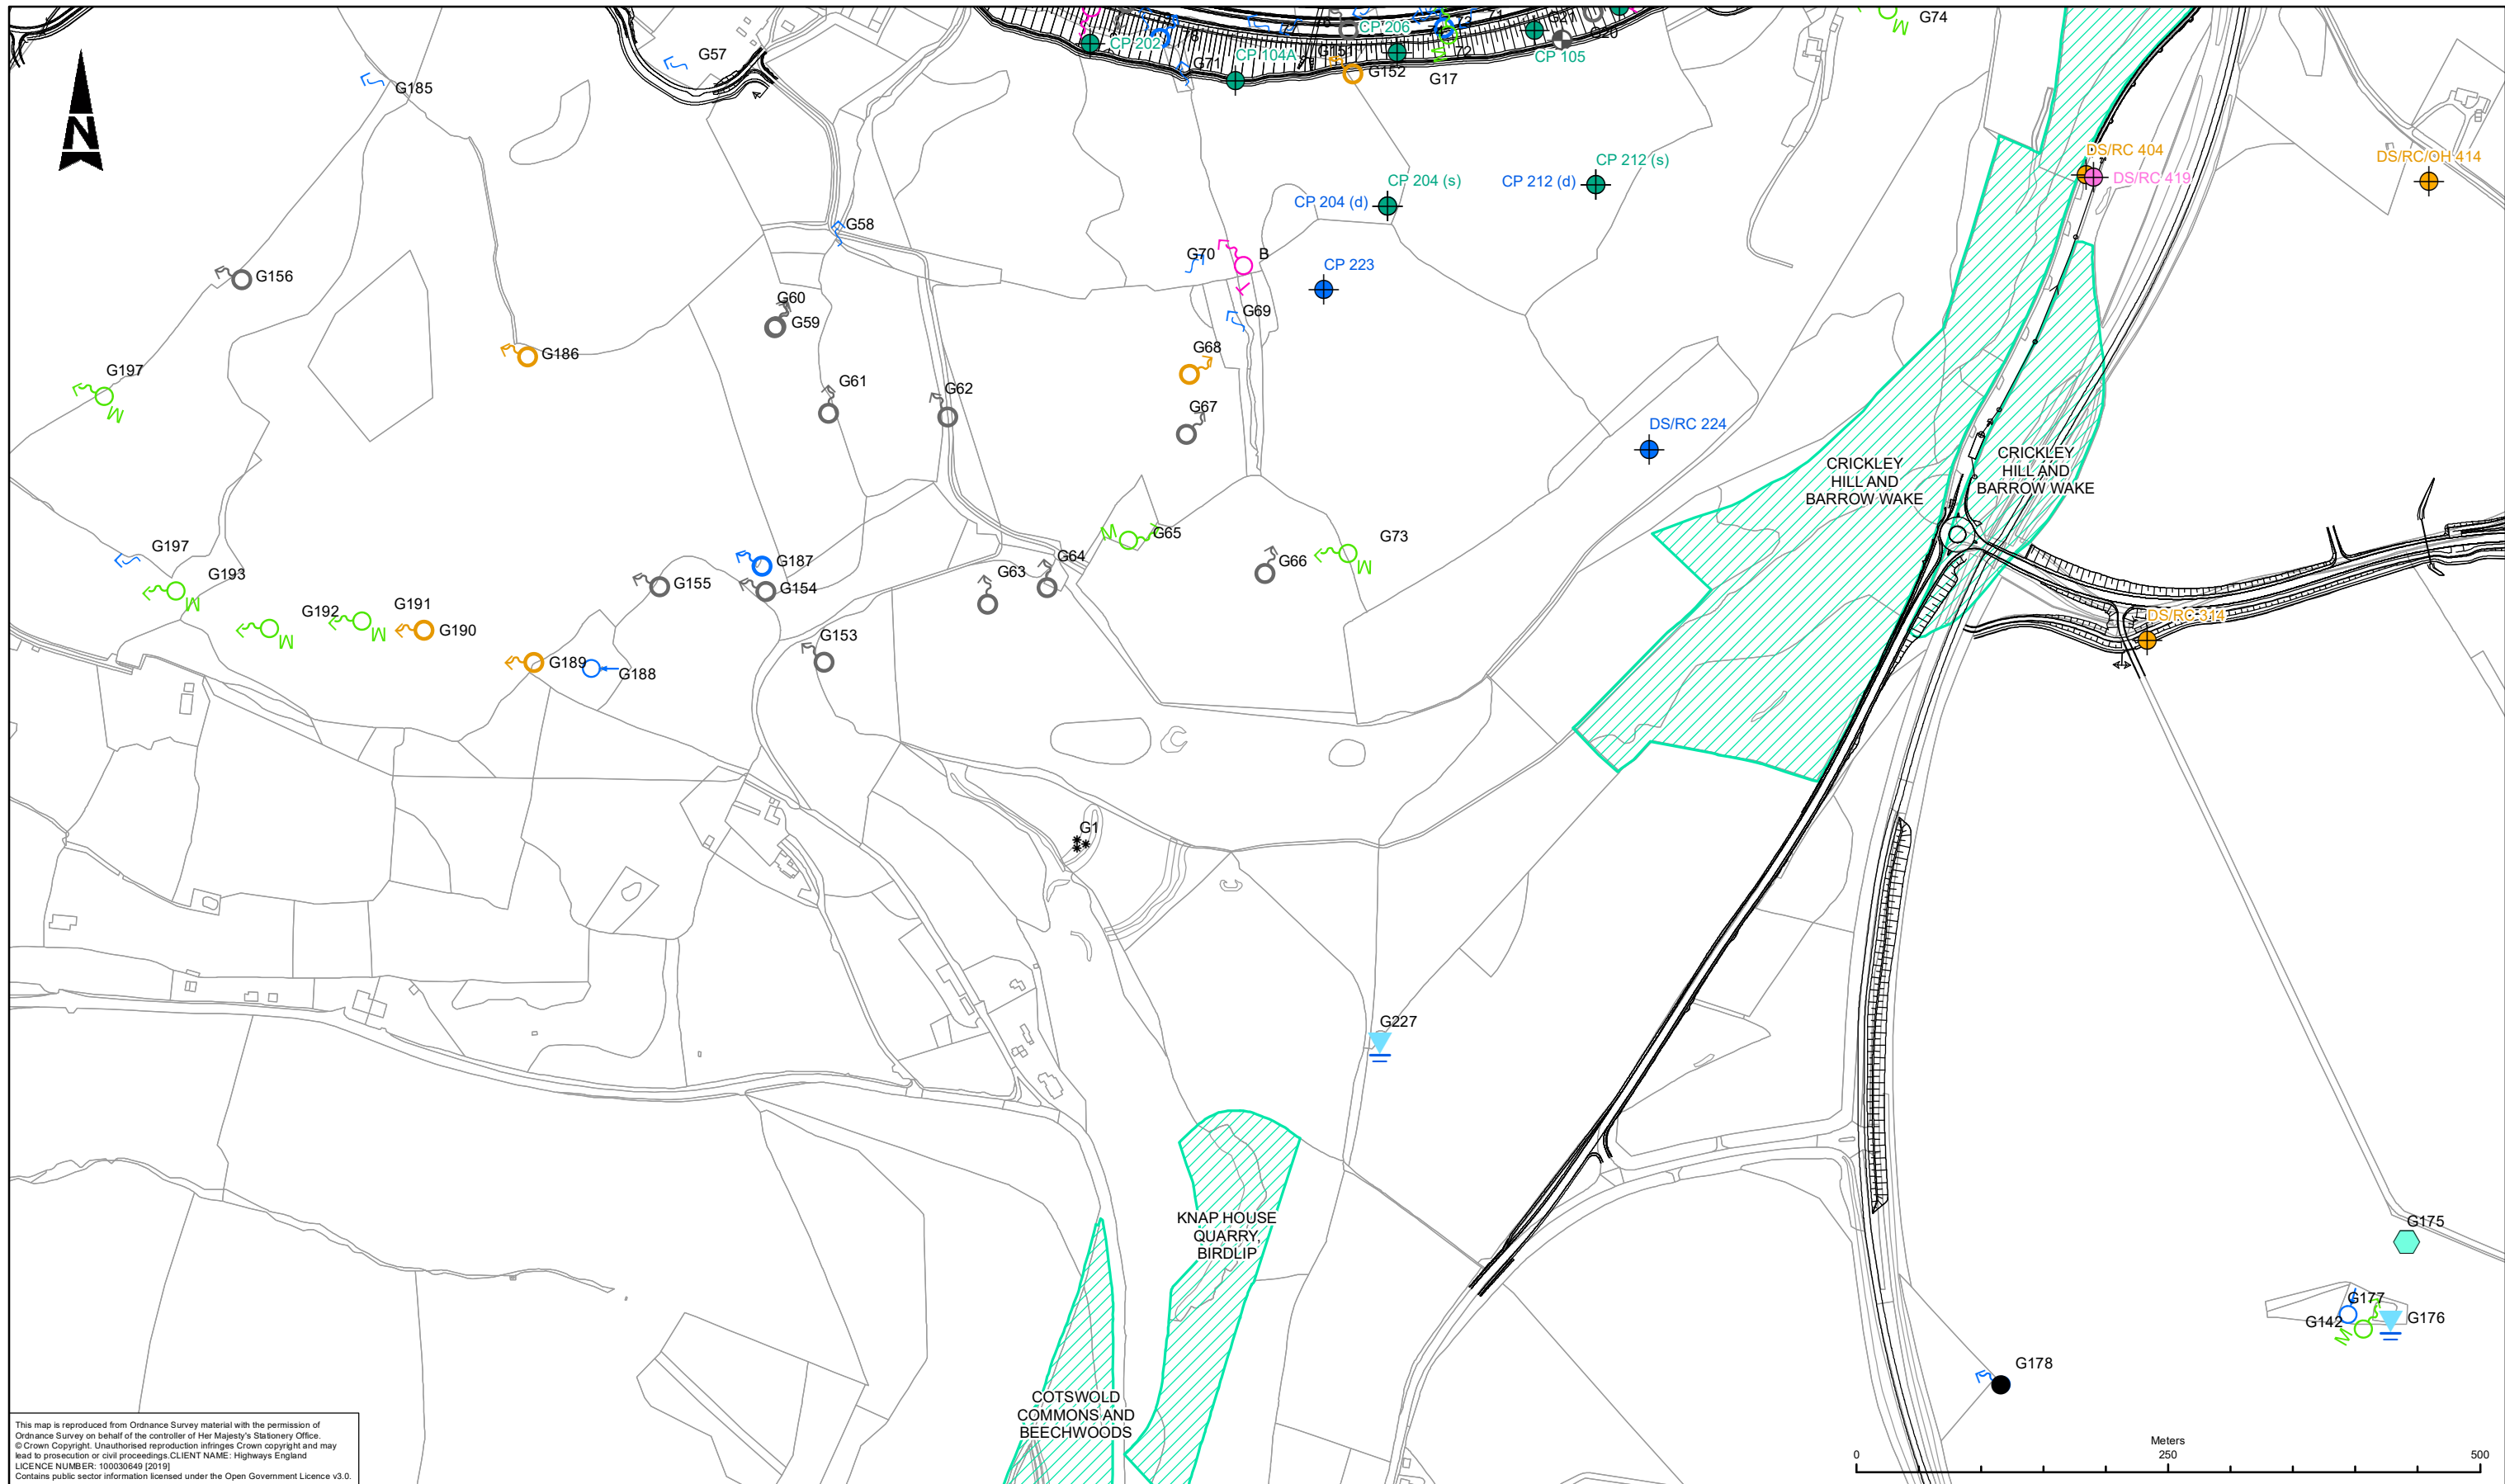 G74
G57
CP 202
78
CP 206
73
71
G21
G20
G71
CP 104A
G151
G152
72
G17
CP 105
G185
N
CP 212 (s)
CP 212 (d)
CP 204 (s)
CP 204 (d)
DS/RC 404
DS/RC 419
DS/RC/OH 414
G58
G70
B
CP 223
G156
G60
G59
G69
G186
G68
G197
M
G61
G62
G67
DS/RC 224
CRICKLEY
HILL AND
BARROW WAKE
CRICKLEY
HILL AND
BARROW WAKE
M
G65
G73
M
G197
G187
G64
G66
G193
M
G155
G154
G63
G192
M
G191
M
G190
DS/RC 314
G153
G189
G188
G1
G227
KNAP HOUSE
QUARRY,
BIRDLIP
G175
G177
G142
M
G176
G178
COTSWOLD
COMMONS AND
BEECHWOODS
Meters
0
250
500
This map is reproduced from Ordnance Survey material with the permission of
Ordnance Survey on behalf of the controller of Her Majesty's Stationery Office.
© Crown Copyright. Unauthorised reproduction infringes Crown copyright and may
lead to prosecution or civil proceedings.CLIENT NAME: Highways England
LICENCE NUMBER: 100030649 [2019]
Contains public sector information licensed under the Open Government Licence v3.0.